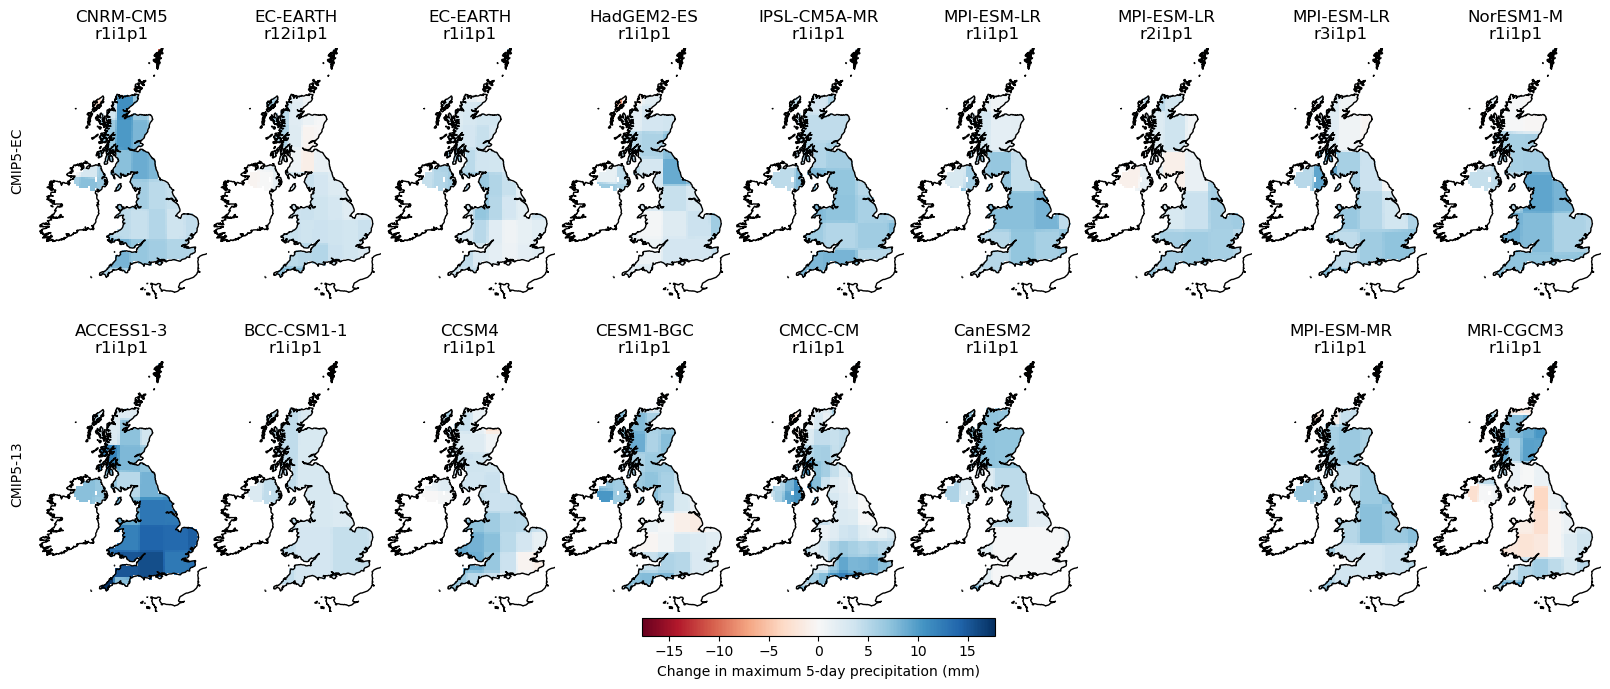 CNRM-CM5
r1i1p1
EC-EARTH
r12i1p1
EC-EARTH
r1i1p1
HadGEM2-ES
r1i1p1
IPSL-CM5A-MR
r1i1p1
MPI-ESM-LR
r1i1p1
MPI-ESM-LR
r2i1p1
MPI-ESM-LR
r3i1p1
NorESM1-M
r1i1p1
CMIP5-EC
ACCESS1-3
r1i1p1
BCC-CSM1-1
r1i1p1
CCSM4
r1i1p1
CESM1-BGC
r1i1p1
CMCC-CM
r1i1p1
CanESM2
r1i1p1
MPI-ESM-MR
r1i1p1
MRI-CGCM3
r1i1p1
CMIP5-13
−15 −10 −5 0 5 10 15
Change in maximum 5-day precipitation (mm)